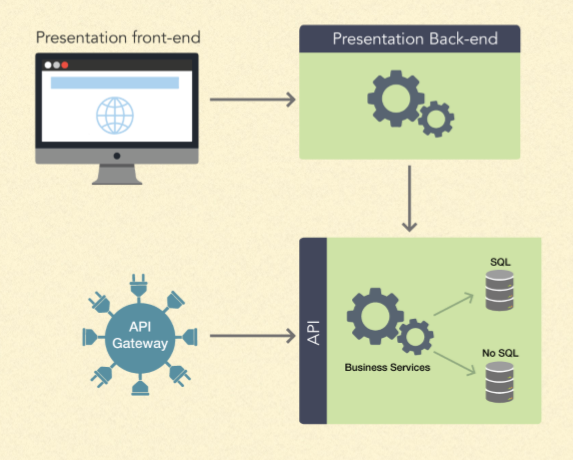 Presentation front-end
Presentation Back-end
API
Gateway
API
Business Services
SQL
No SQL